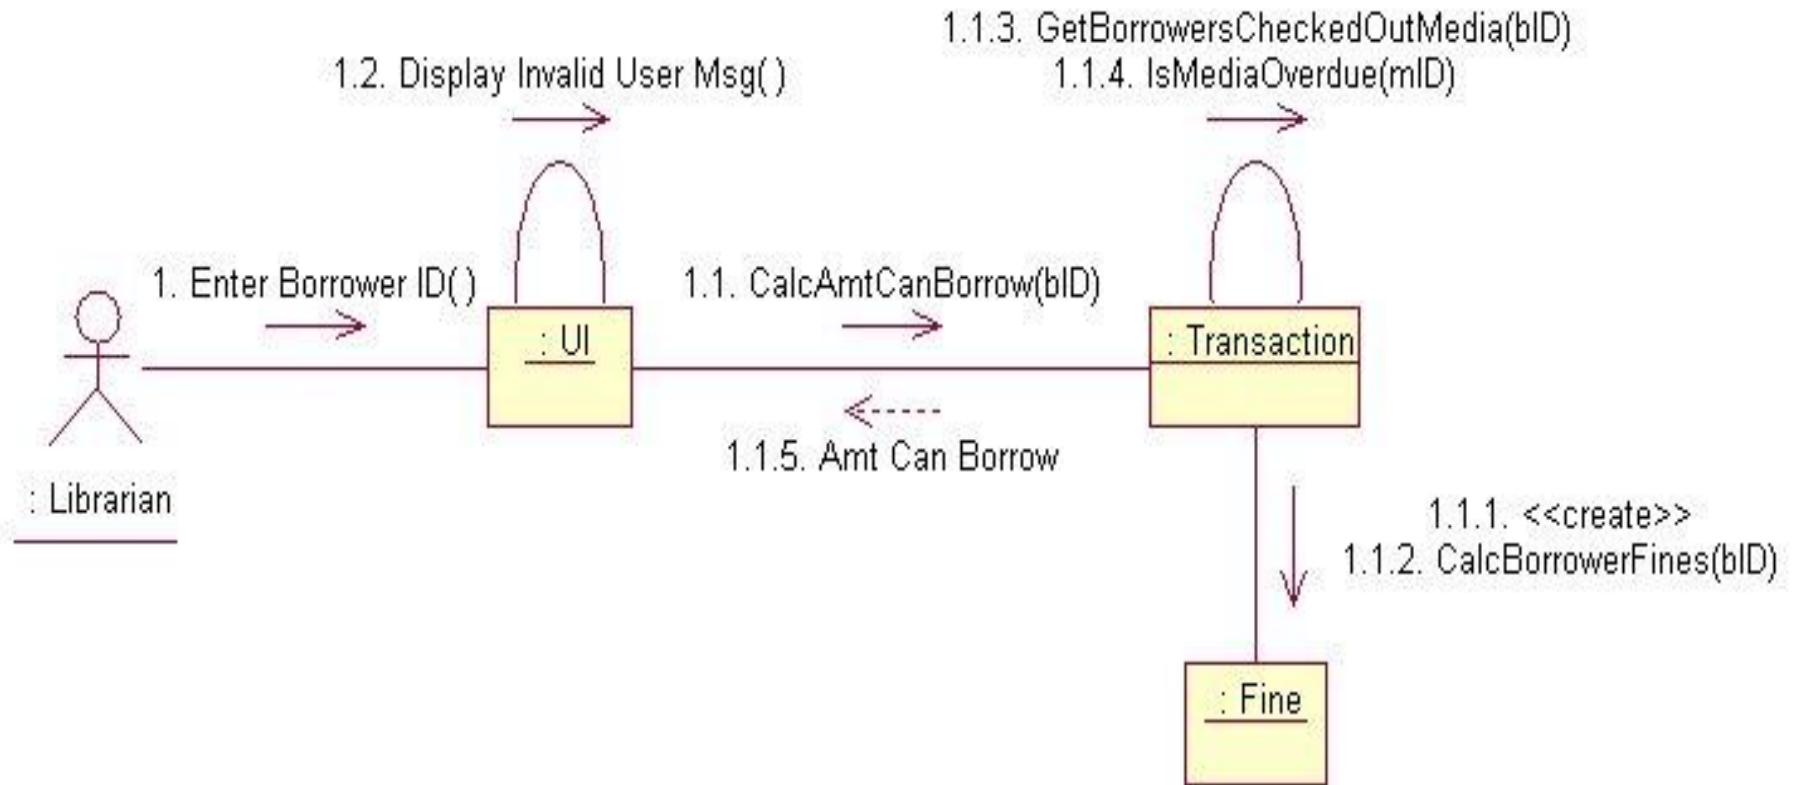 1.1.3. GetBorrowersCheckedOutMedia(bID)
1.2. Display Invalid User Msg( )
1.1.4. IsMediaOverdue(mID)
1. Enter Borrower ID( )
1.1. CalcAmtCanBorrow(bID)
: UI
: Transaction
1.1.5. Amt Can Borrow
: Librarian
1.1.1. <<create>>
1.1.2. CalcBorrowerFines(bID)
: Fine